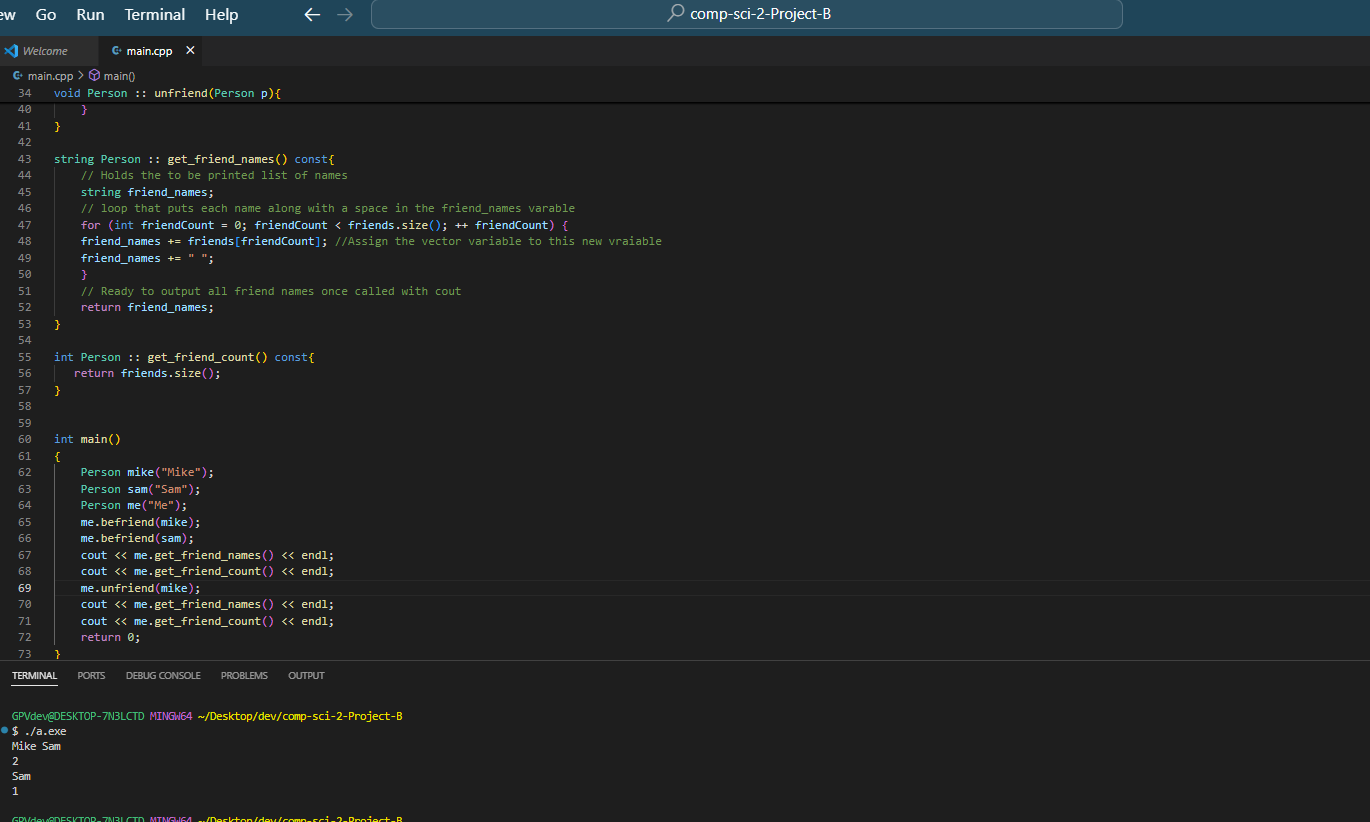 ew Go Run Terminal Help ← → comp-sci-2-Project-B
Welcome main.cpp ×
main.cpp > main()
34 void Person :: unfriend(Person p){
40 }
41 }
42
43 string Person :: get_friend_names() const{
44 // Holds the to be printed list of names
45 string friend_names;
46 // loop that puts each name along with a space in the friend_names varable
47 for (int friendCount = 0; friendCount < friends.size(); ++ friendCount) {
48 friend_names += friends[friendCount]; //Assign the vector variable to this new vraiable
49 friend_names += " ";
50 }
51 // Ready to output all friend names once called with cout
52 return friend_names;
53 }
54
55 int Person :: get_friend_count() const{
56 return friends.size();
57 }
58
59
60 int main()
61 {
62 Person mike("Mike");
63 Person sam("Sam");
64 Person me("Me");
65 me.befriend(mike);
66 me.befriend(sam);
67 cout << me.get_friend_names() << endl;
68 cout << me.get_friend_count() << endl;
69 me.unfriend(mike);
70 cout << me.get_friend_names() << endl;
71 cout << me.get_friend_count() << endl;
72 return 0;
73 }
TERMINAL PORTS DEBUG CONSOLE PROBLEMS OUTPUT
GPVdev@DESKTOP-7N3LCTD MINGW64 ~/Desktop/dev/comp-sci-2-Project-B
$ ./a.exe
Mike Sam
2
Sam
1
GPVdev@DESKTOP-7N3LCTD MINGW64 ~/Desktop/dev/comp-sci-2-Project-B